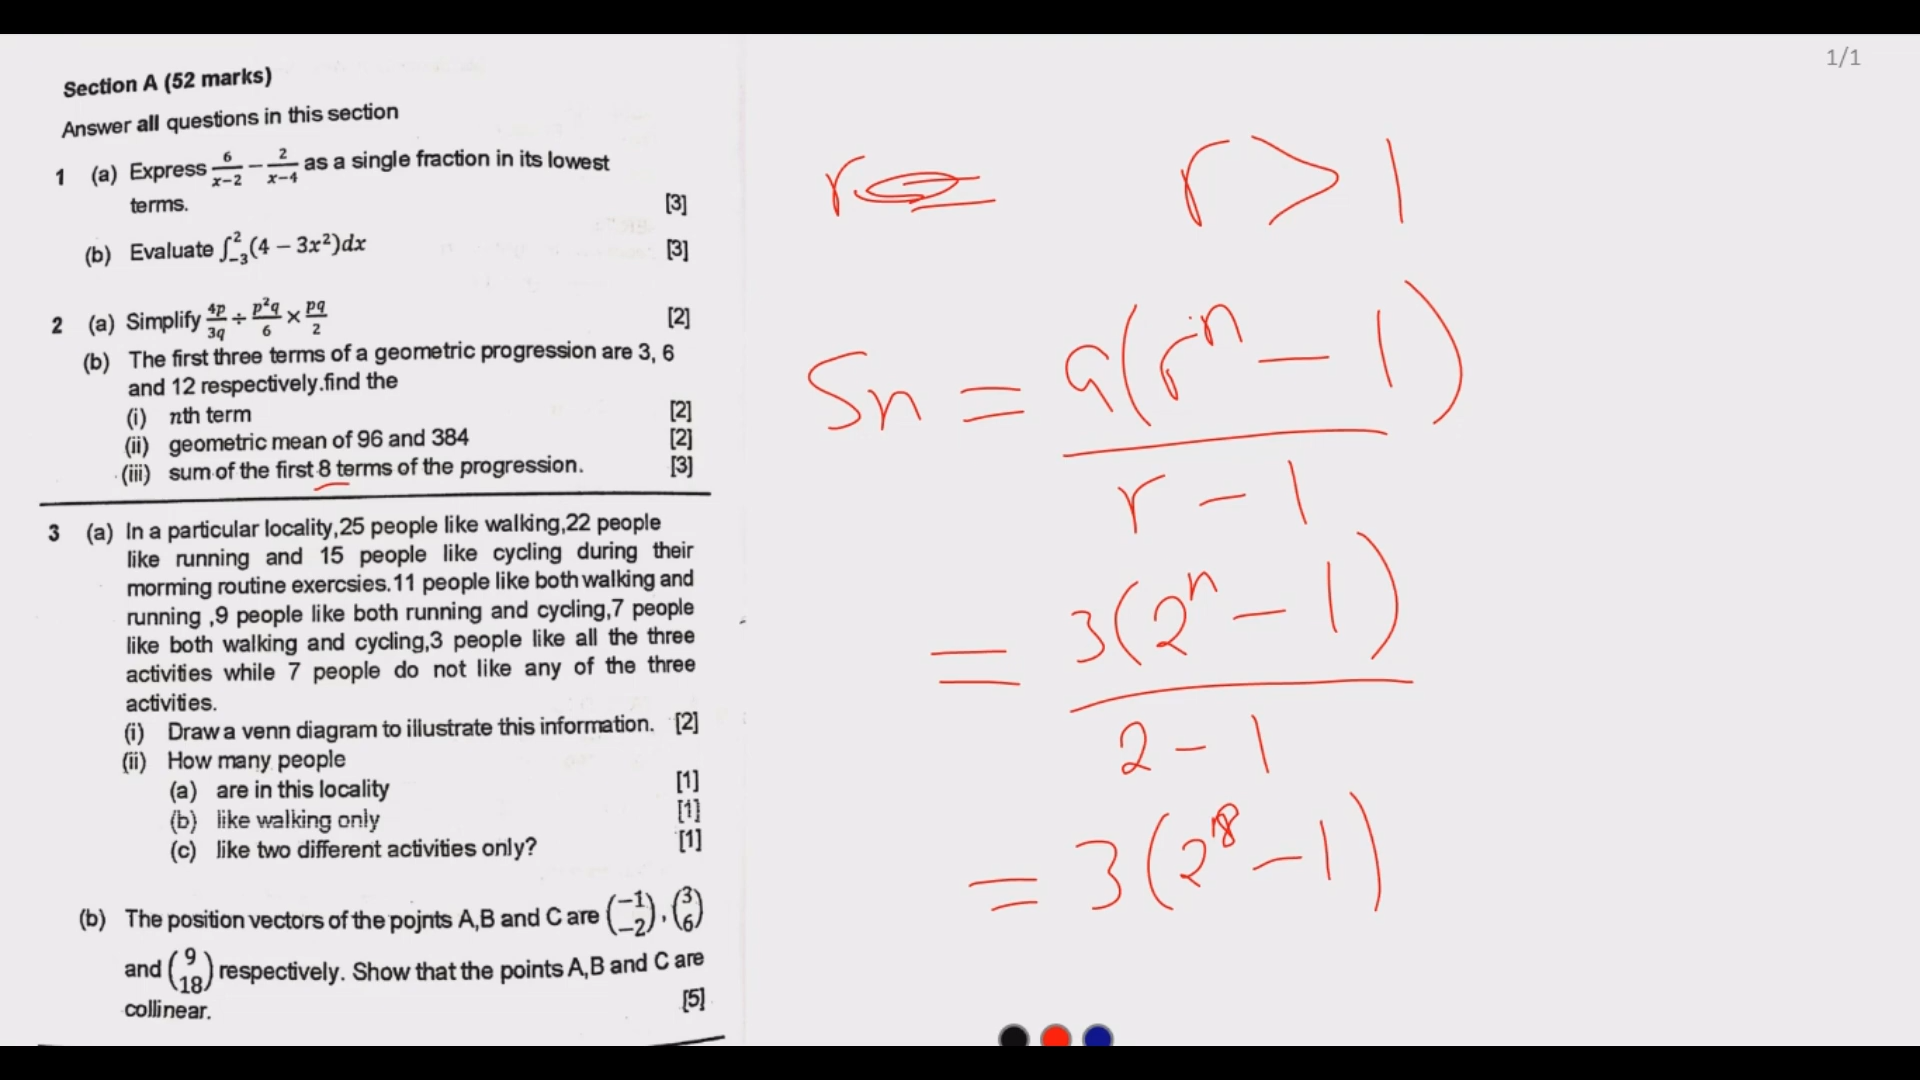 Section A (52 marks)
Answer all questions in this section
1 (a) Express 6/(x−2) − 2/(x−4) as a single fraction in its lowest
terms. [3]
(b) Evaluate ∫₋₃²(4 − 3x²)dx [3]
2 (a) Simplify 4p/3q ÷ p²q/6 × pq/2 [2]
(b) The first three terms of a geometric progression are 3, 6
and 12 respectively.find the
(i) nth term [2]
(ii) geometric mean of 96 and 384 [2]
(iii) sum of the first 8 terms of the progression. [3]
3 (a) In a particular locality,25 people like walking,22 people
like running and 15 people like cycling during their
morming routine exercsies.11 people like both walking and
running ,9 people like both running and cycling,7 people
like both walking and cycling,3 people like all the three
activities while 7 people do not like any of the three
activities.
(i) Draw a venn diagram to illustrate this information. [2]
(ii) How many people
(a) are in this locality [1]
(b) like walking only [1]
(c) like two different activities only? [1]
(b) The position vectors of the pojnts A,B and C are (−1 −2), (3 6)
and (9 18) respectively. Show that the points A,B and C are
collinear. [5]
1/1
r = r > 1
Sn = a(rⁿ − 1)
r − 1
= 3(2ⁿ − 1)
2 − 1
= 3(2⁸ − 1)